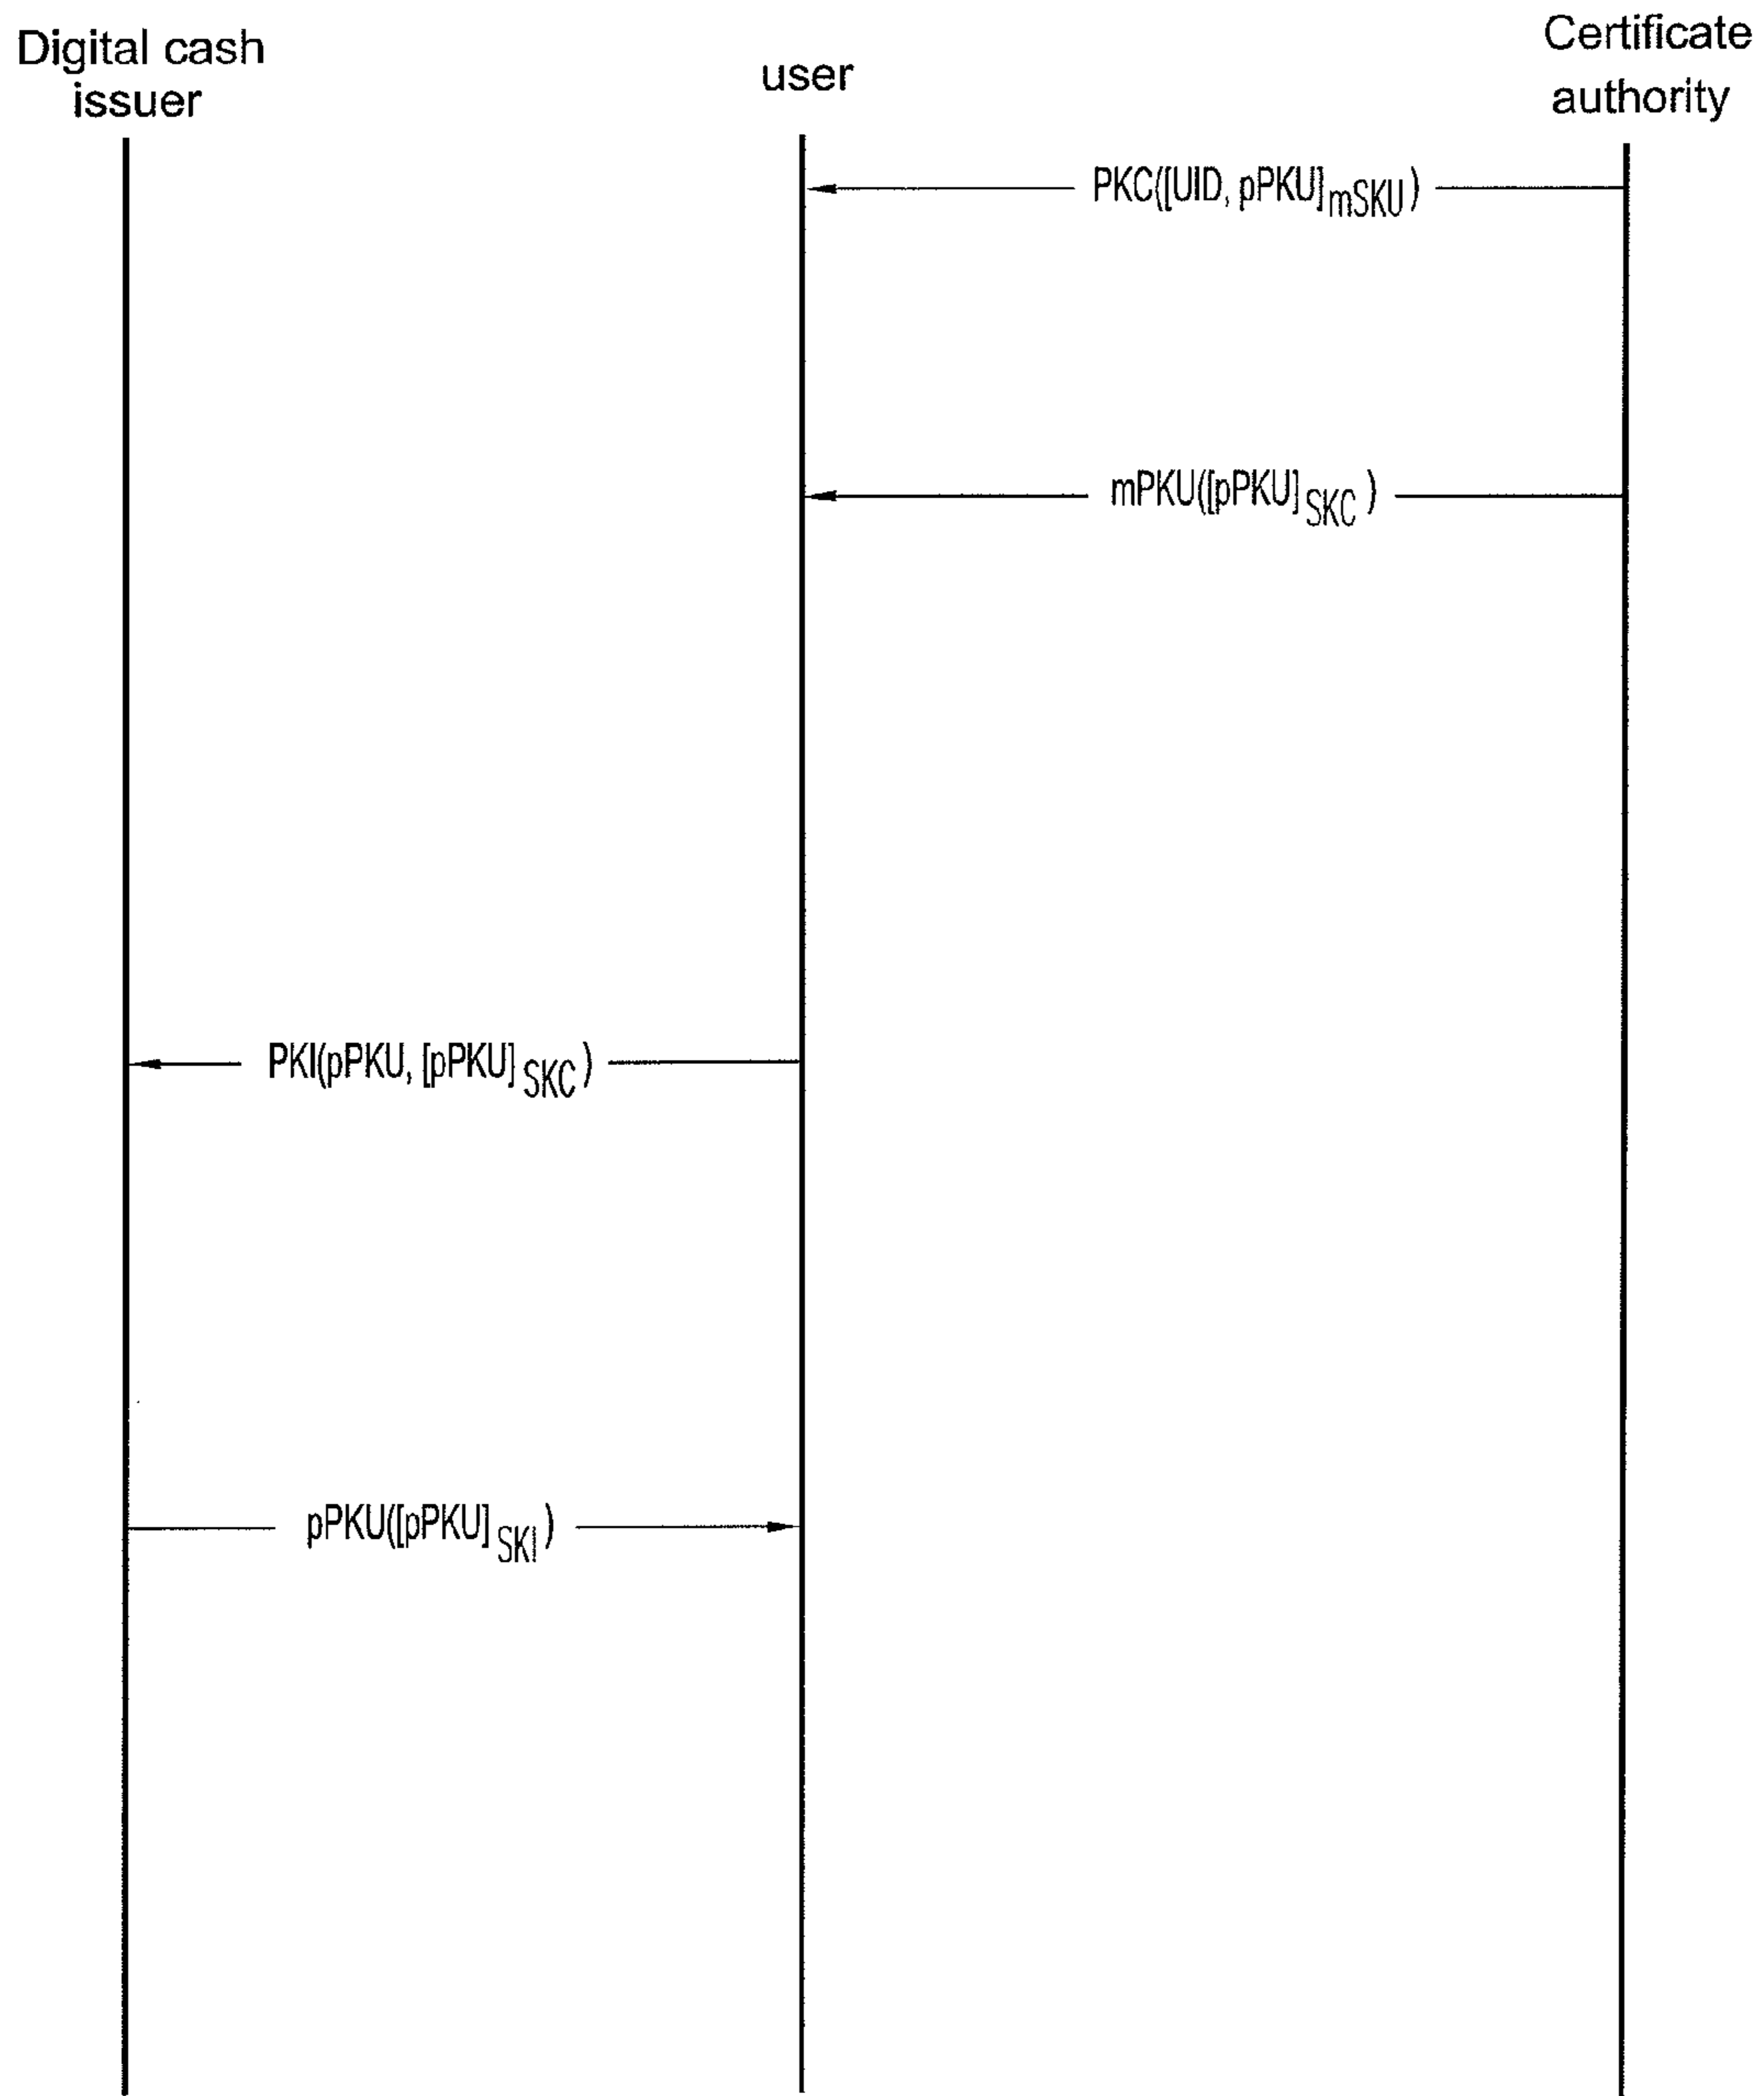 Digital cash
issuer
user
Certificate
authority
PKC([UID, pPKU]mSKU)
mPKU([pPKU]SKC)
PKI(pPKU, [pPKU]SKC)
pPKU([pPKU]SKI)